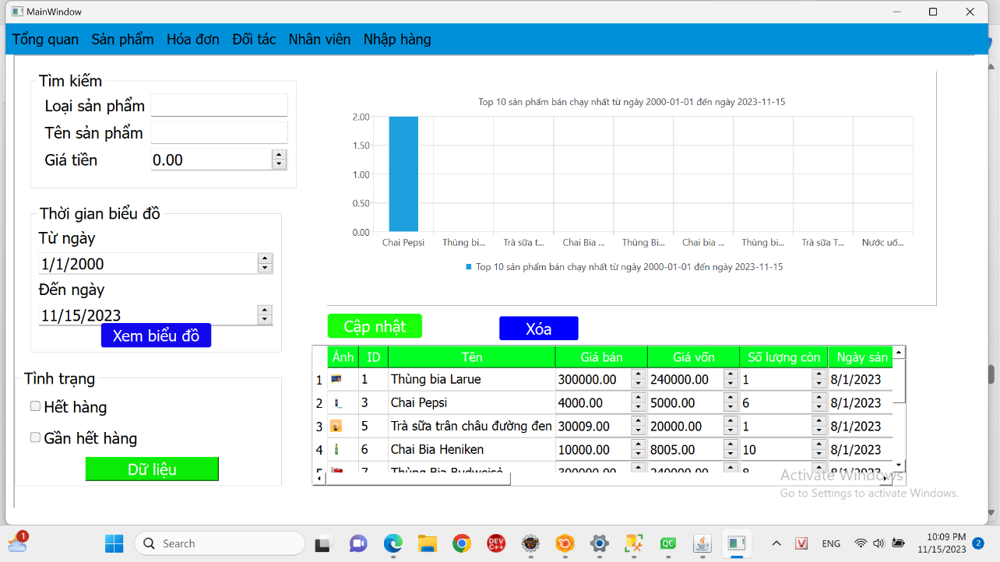 MainWindow
Tổng quan Sản phẩm Hóa đơn Đối tác Nhân viên Nhập hàng
Tìm kiếm
Loại sản phẩm
Tên sản phẩm
Giá tiền 0.00
Thời gian biểu đồ
Từ ngày
1/1/2000
Đến ngày
11/15/2023
Xem biểu đồ
Tình trạng
Hết hàng
Gần hết hàng
Dữ liệu
Top 10 sản phẩm bán chạy nhất từ ngày 2000-01-01 đến ngày 2023-11-15
2.00
1.50
1.00
0.50
0.00
Chai Pepsi Thùng bi... Trà sữa t... Chai Bia ... Thùng Bi... Chai bia ... Thùng bi... Trà sữa T... Nước uố...
Top 10 sản phẩm bán chạy nhất từ ngày 2000-01-01 đến ngày 2023-11-15
Cập nhật Xóa
Ảnh ID Tên Giá bán Giá vốn Số lượng còn Ngày sản
1 1 Thùng bia Larue 300000.00 240000.00 1 8/1/2023
2 3 Chai Pepsi 4000.00 5000.00 6 8/1/2023
3 5 Trà sữa trân châu đường đen 30009.00 20000.00 1 8/1/2023
4 6 Chai Bia Heniken 10000.00 8005.00 10 8/1/2023
5 7 Thùng Bia 300000.00 240000.00 8 8/1/2023
Activate Windows
Go to Settings to activate Windows.
1 Search DEV C++ QC V ENG 10:09 PM 2
11/15/2023